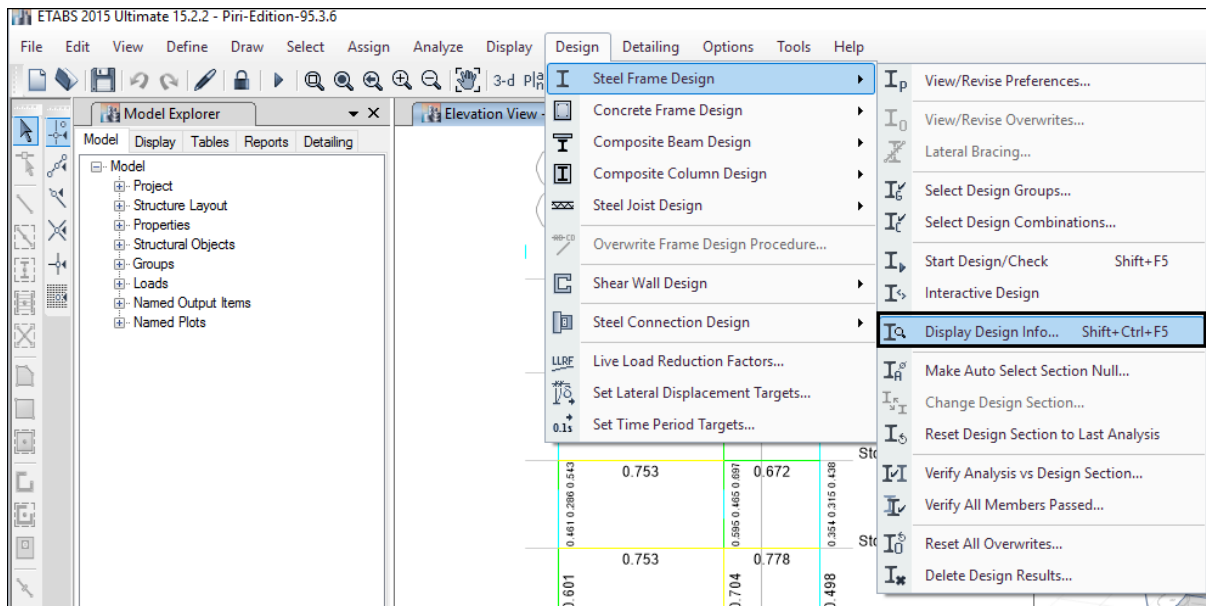 ETABS 2015 Ultimate 15.2.2 - Piri-Edition-95.3.6
File Edit View Define Draw Select Assign Analyze Display Design Detailing Options Tools Help
3-d
Model Explorer
Model Display Tables Reports Detailing
Model
Project
Structure Layout
Properties
Structural Objects
Groups
Loads
Named Output Items
Named Plots
Elevation View -
Steel Frame Design
Concrete Frame Design
Composite Beam Design
Composite Column Design
Steel Joist Design
Overwrite Frame Design Procedure...
Shear Wall Design
Steel Connection Design
LLRF Live Load Reduction Factors...
Set Lateral Displacement Targets...
0.1s Set Time Period Targets...
View/Revise Preferences...
View/Revise Overwrites...
Lateral Bracing...
Select Design Groups...
Select Design Combinations...
Start Design/Check Shift+F5
Interactive Design
Display Design Info... Shift+Ctrl+F5
Make Auto Select Section Null...
Change Design Section...
Reset Design Section to Last Analysis
Verify Analysis vs Design Section...
Verify All Members Passed...
Reset All Overwrites...
Delete Design Results...
0.753 0.672
0.461 0.286 0.543
0.595 0.465 0.697
0.354 0.315 0.438
0.753 0.778
0.601
0.704
0.498